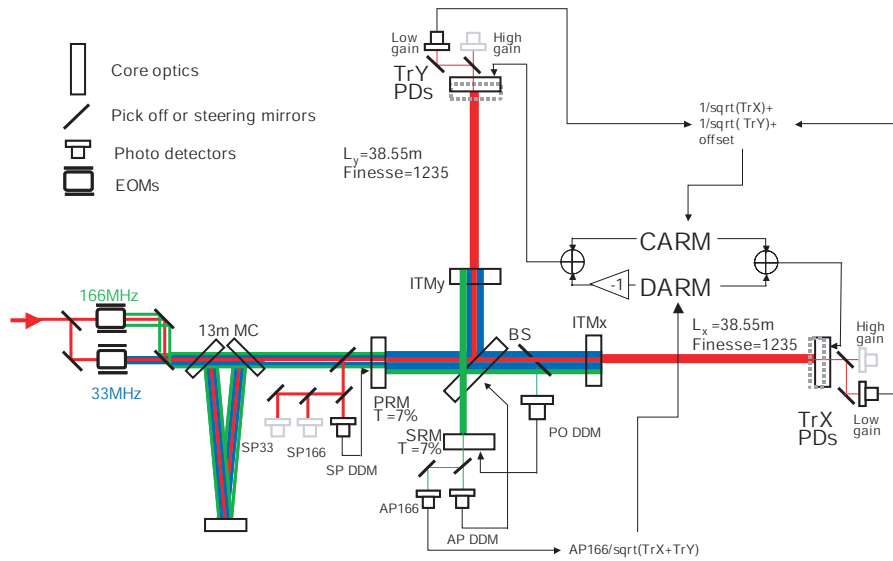 Core optics
Pick off or steering mirrors
Photo detectors
EOMs
Low
gain
High
gain
TrY
PDs
1/sqrt(TrX)+
1/sqrt( TrY)+
offset
L_y=38.55m
Finesse=1235
CARM
DARM
-1
ITMy
166MHz
13m MC
33MHz
BS
ITMx
L_x=38.55m
Finesse=1235
High
gain
Low
gain
TrX
PDs
PRM
T =7%
SRM
T =7%
SP33
SP166
SP DDM
PO DDM
AP166
AP DDM
AP166/sqrt(TrX+TrY)